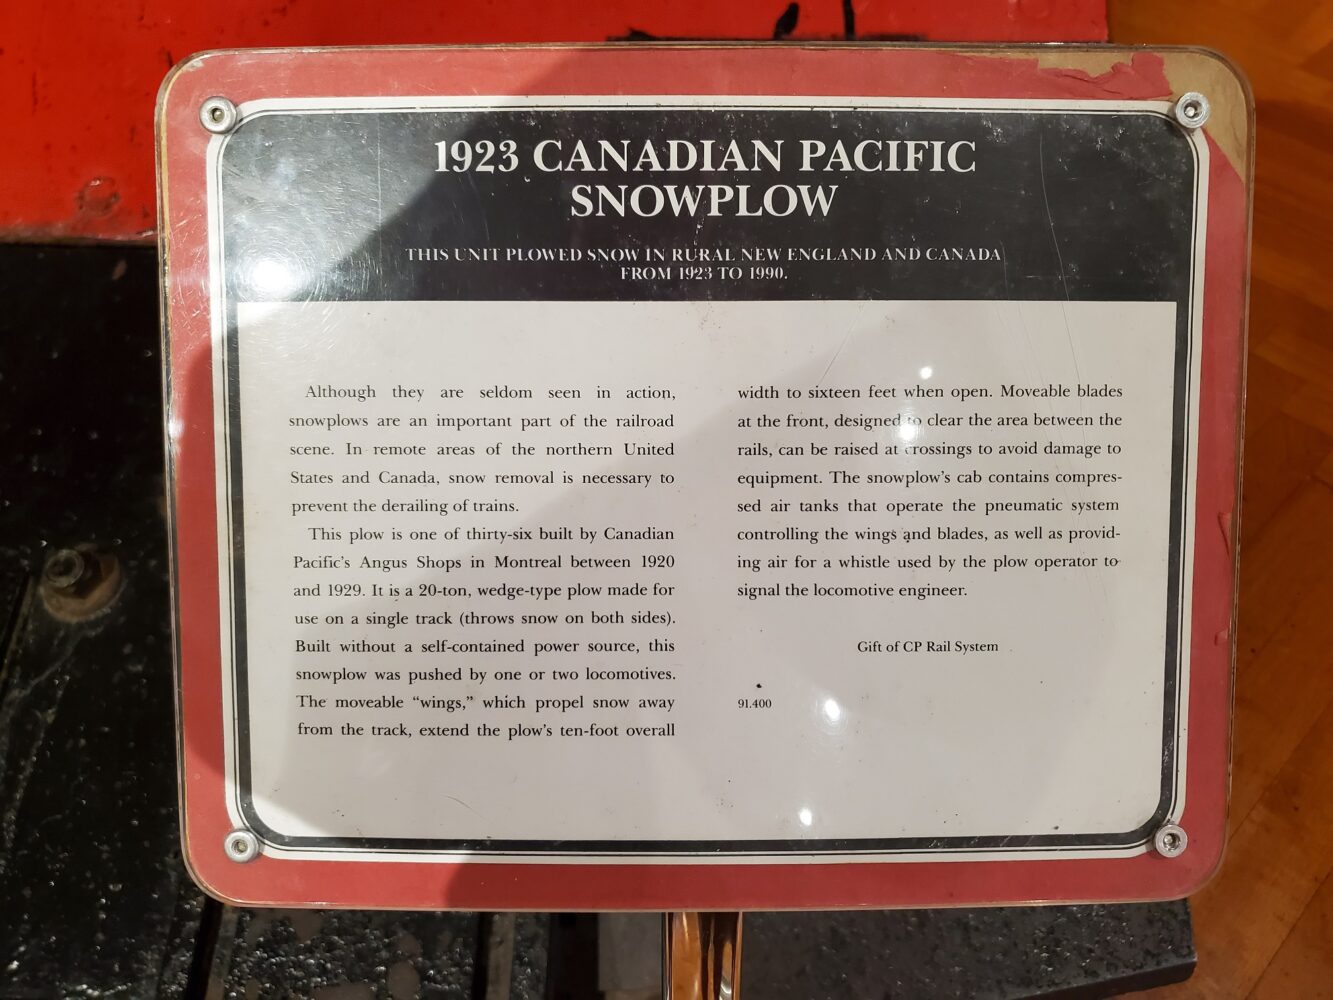 1923 CANADIAN PACIFIC
SNOWPLOW
THIS UNIT PLOWED SNOW IN RURAL NEW ENGLAND AND CANADA
FROM 1923 TO 1990.
Although they are seldom seen in action,
snowplows are an important part of the railroad
scene. In remote areas of the northern United
States and Canada, snow removal is necessary to
prevent the derailing of trains.
This plow is one of thirty-six built by Canadian
Pacific's Angus Shops in Montreal between 1920
and 1929. It is a 20-ton, wedge-type plow made for
use on a single track (throws snow on both sides).
Built without a self-contained power source, this
snowplow was pushed by one or two locomotives.
The moveable “wings,” which propel snow away
from the track, extend the plow's ten-foot overall
width to sixteen feet when open. Moveable blades
at the front, designed to clear the area between the
rails, can be raised at crossings to avoid damage to
equipment. The snowplow's cab contains compres-
sed air tanks that operate the pneumatic system
controlling the wings and blades, as well as provid-
ing air for a whistle used by the plow operator to
signal the locomotive engineer.
Gift of CP Rail System
91.400